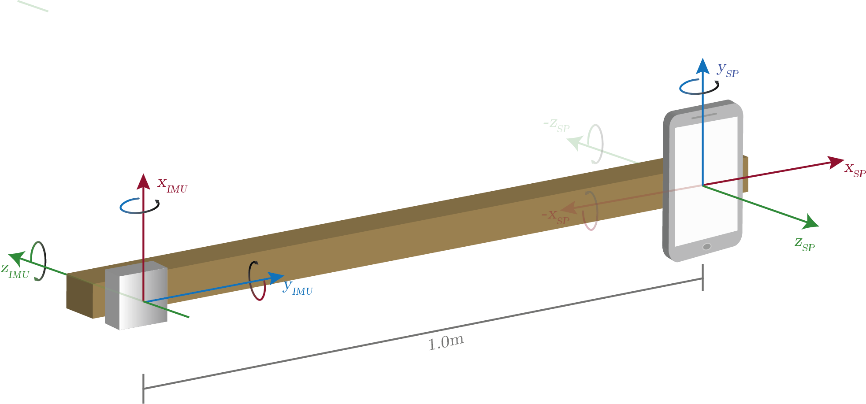 -z_SP
y_SP
x_SP
x_IMU
-x_SP
z_SP
z_IMU
y_IMU
1.0m